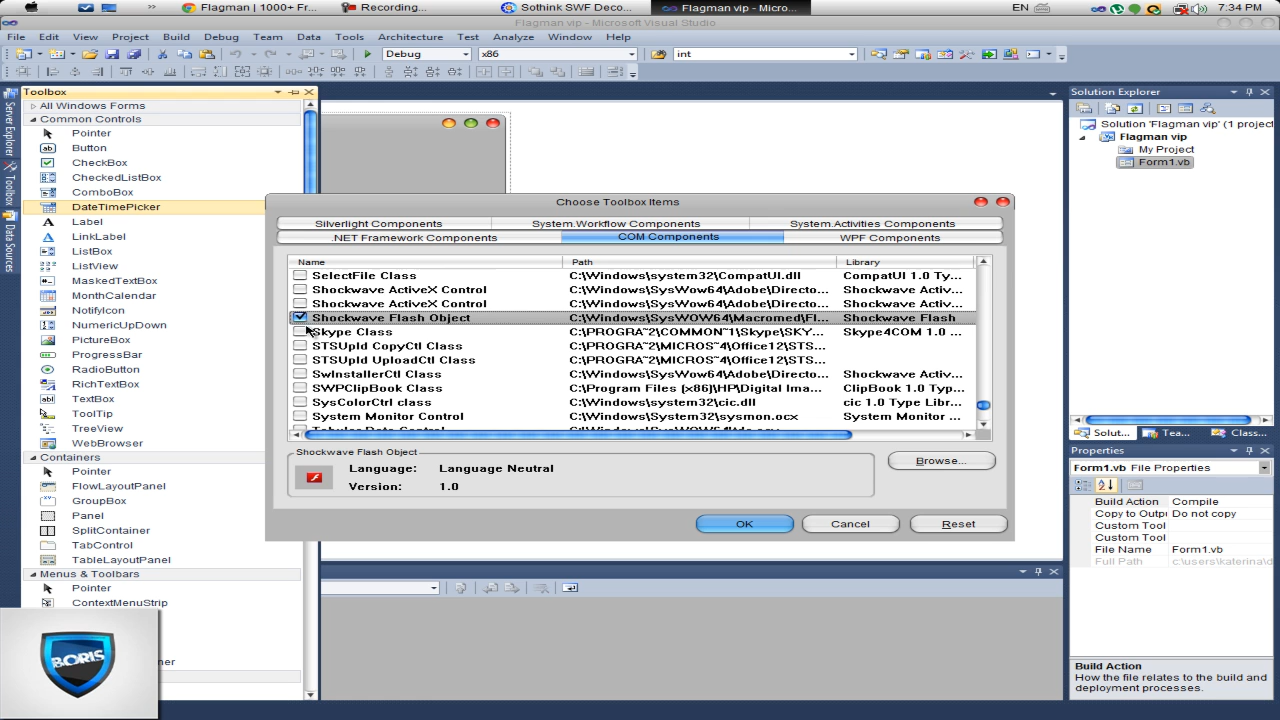 Flagman | 1000+ Fr...
Recording...
Sothink SWF Deco...
Flagman vip - Micro...
EN
7:34 PM
Flagman vip - Microsoft Visual Studio
File Edit View Project Build Debug Team Data Tools Architecture Test Analyze Window Help
Debug
x86
int
Server Explorer
Toolbox
Data Sources
Toolbox
All Windows Forms
Common Controls
Pointer
Button
CheckBox
CheckedListBox
ComboBox
DateTimePicker
Label
LinkLabel
ListBox
ListView
MaskedTextBox
MonthCalendar
NotifyIcon
NumericUpDown
PictureBox
ProgressBar
RadioButton
RichTextBox
TextBox
ToolTip
TreeView
WebBrowser
Containers
Pointer
FlowLayoutPanel
GroupBox
Panel
SplitContainer
TabControl
TableLayoutPanel
Menus & Toolbars
Pointer
ContextMenuStrip
BORIS
Choose Toolbox Items
Silverlight Components System.Workflow Components System.Activities Components
.NET Framework Components COM Components WPF Components
Name Path Library
SelectFile Class C:\Windows\system32\CompatUI.dll CompatUI 1.0 Ty...
Shockwave ActiveX Control C:\Windows\SysWow64\Adobe\Directo... Shockwave Activ...
Shockwave ActiveX Control C:\Windows\SysWow64\Adobe\Directo... Shockwave Activ...
Shockwave Flash Object C:\Windows\SysWOW64\Macromed\Fl... Shockwave Flash
Skype Class C:\PROGRA~2\COMMON~1\Skype\SKY... Skype4COM 1.0 ...
STSUpld CopyCtl Class C:\PROGRA~2\MICROS~4\Office12\STS...
STSUpld UploadCtl Class C:\PROGRA~2\MICROS~4\Office12\STS...
SwInstallerCtl Class C:\Windows\SysWow64\Adobe\Directo... Shockwave Activ...
SWPClipBook Class C:\Program Files (x86)\HP\Digital Ima... ClipBook 1.0 Typ...
SysColorCtrl class C:\Windows\system32\cic.dll cic 1.0 Type Libr...
System Monitor Control C:\Windows\system32\sysmon.ocx System Monitor ...
Shockwave Flash Object
Language: Language Neutral
Version: 1.0
Browse...
OK Cancel Reset
Solution Explorer
Solution 'Flagman vip' (1 project
Flagman vip
My Project
Form1.vb
Solut... Tea... Class...
Properties
Form1.vb File Properties
Build Action Compile
Copy to Outpu Do not copy
Custom Tool
Custom Tool
File Name Form1.vb
Full Path c:\users\katerina\d
Build Action
How the file relates to the build and
deployment processes.